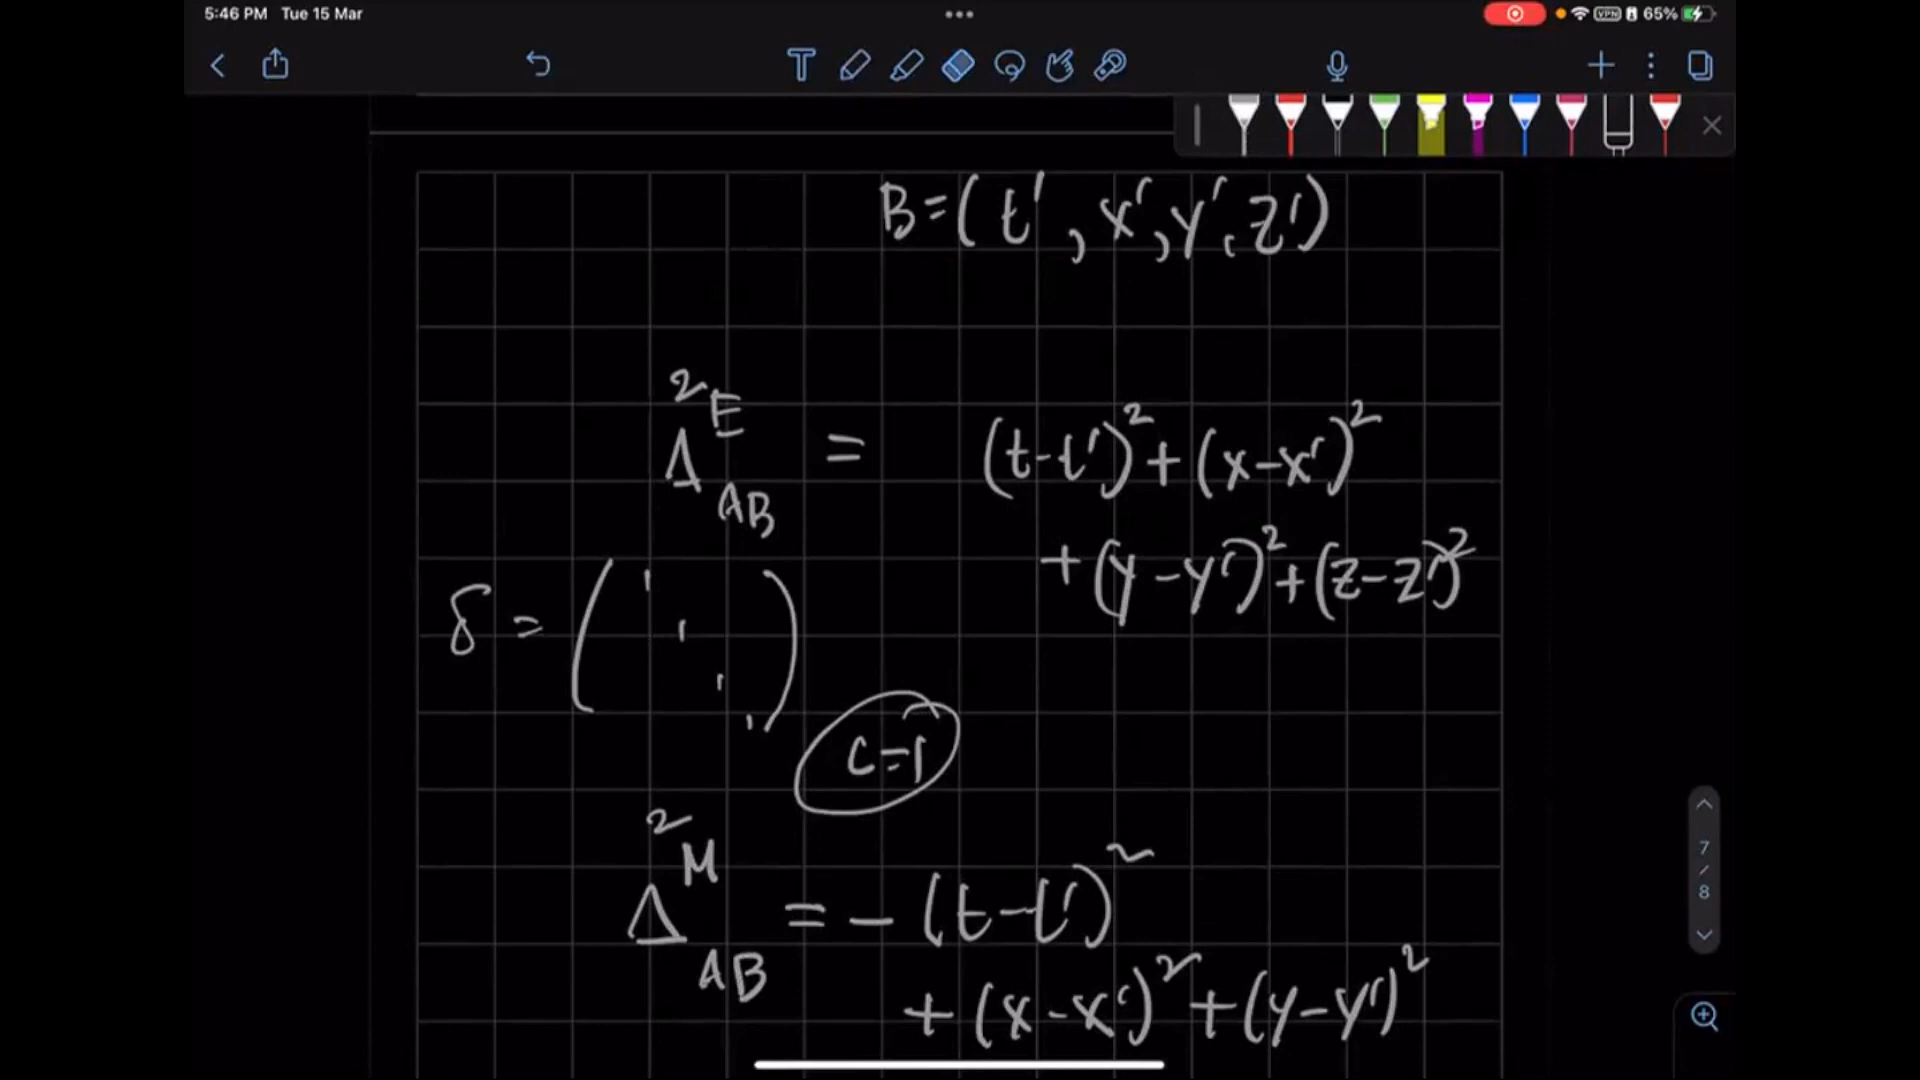 5:46 PM Tue 15 Mar
VPN 65%
B=(t',x',y',z')
Δ²ᴱ_AB = (t-t')²+(x-x')²
+(y-y')²+(z-z')²
δ = ( 1 1 1 1 )
c=1
Δ²ᴹ_AB = -(t-t')²
+(x-x')²+(y-y')²
7
/
8